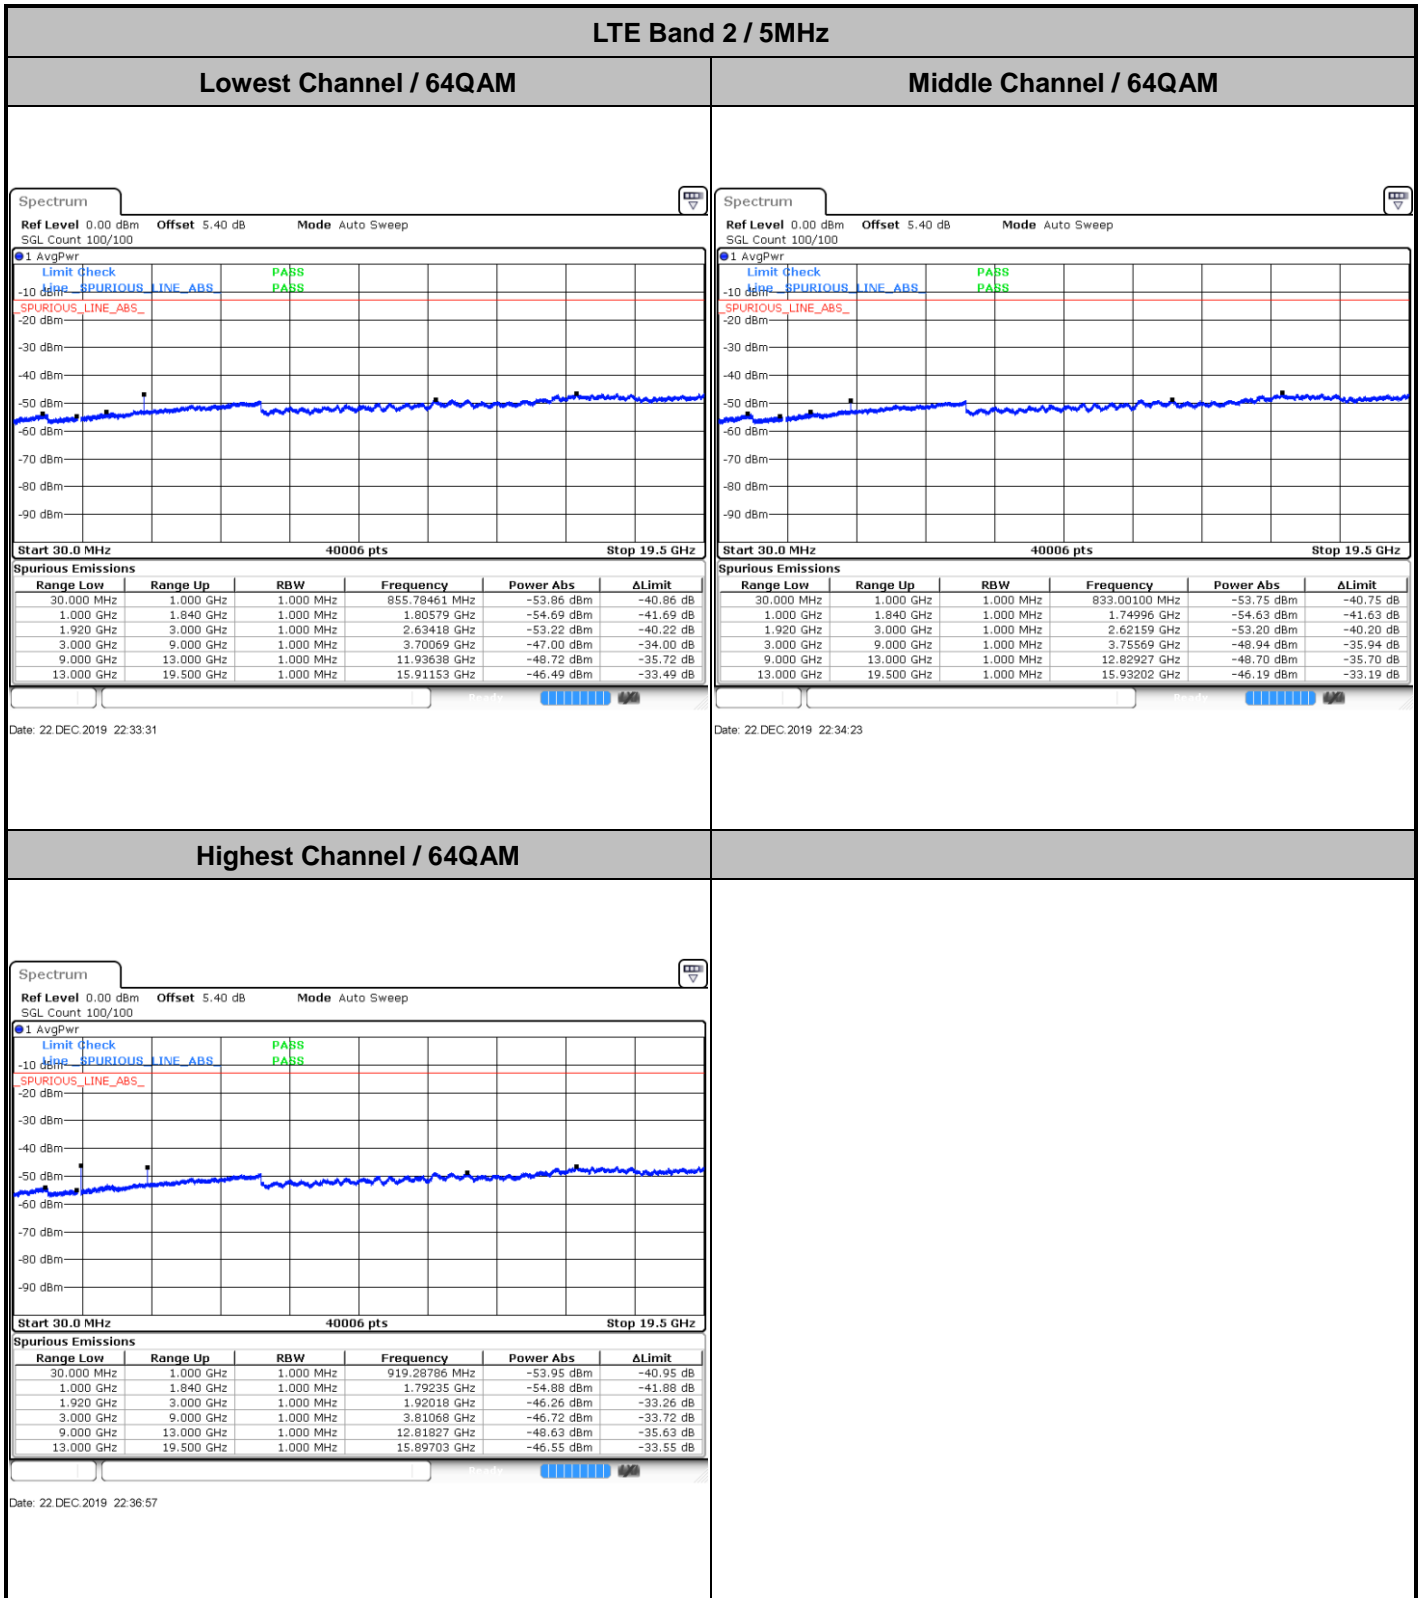 LTE Band 2 / 5MHz
Lowest Channel / 64QAM
Middle Channel / 64QAM
Spectrum
Ref Level 0.00 dBm Offset 5.40 dB Mode Auto Sweep
SGL Count 100/100
1 AvgPwr
Limit Check PASS
Line _SPURIOUS_LINE_ABS_ PASS
-10 dBm
_SPURIOUS_LINE_ABS_
-20 dBm
-30 dBm
-40 dBm
-50 dBm
-60 dBm
-70 dBm
-80 dBm
-90 dBm
Start 30.0 MHz 40006 pts Stop 19.5 GHz
Spurious Emissions
Range Low Range Up RBW Frequency Power Abs ΔLimit
30.000 MHz 1.000 GHz 1.000 MHz 855.78461 MHz -53.86 dBm -40.86 dB
1.000 GHz 1.840 GHz 1.000 MHz 1.80579 GHz -54.69 dBm -41.69 dB
1.920 GHz 3.000 GHz 1.000 MHz 2.63418 GHz -53.22 dBm -40.22 dB
3.000 GHz 9.000 GHz 1.000 MHz 3.70069 GHz -47.00 dBm -34.00 dB
9.000 GHz 13.000 GHz 1.000 MHz 11.93638 GHz -48.72 dBm -35.72 dB
13.000 GHz 19.500 GHz 1.000 MHz 15.91153 GHz -46.49 dBm -33.49 dB
Ready
Date: 22.DEC.2019 22:33:31
Spectrum
Ref Level 0.00 dBm Offset 5.40 dB Mode Auto Sweep
SGL Count 100/100
1 AvgPwr
Limit Check PASS
Line _SPURIOUS_LINE_ABS_ PASS
-10 dBm
_SPURIOUS_LINE_ABS_
-20 dBm
-30 dBm
-40 dBm
-50 dBm
-60 dBm
-70 dBm
-80 dBm
-90 dBm
Start 30.0 MHz 40006 pts Stop 19.5 GHz
Spurious Emissions
Range Low Range Up RBW Frequency Power Abs ΔLimit
30.000 MHz 1.000 GHz 1.000 MHz 833.00100 MHz -53.75 dBm -40.75 dB
1.000 GHz 1.840 GHz 1.000 MHz 1.74996 GHz -54.63 dBm -41.63 dB
1.920 GHz 3.000 GHz 1.000 MHz 2.62159 GHz -53.20 dBm -40.20 dB
3.000 GHz 9.000 GHz 1.000 MHz 3.75569 GHz -48.94 dBm -35.94 dB
9.000 GHz 13.000 GHz 1.000 MHz 12.82927 GHz -48.70 dBm -35.70 dB
13.000 GHz 19.500 GHz 1.000 MHz 15.93202 GHz -46.19 dBm -33.19 dB
Date: 22.DEC.2019 22:34:23
Highest Channel / 64QAM
Spectrum
Ref Level 0.00 dBm Offset 5.40 dB Mode Auto Sweep
SGL Count 100/100
1 AvgPwr
Limit Check PASS
Line _SPURIOUS_LINE_ABS_ PASS
-10 dBm
_SPURIOUS_LINE_ABS_
-20 dBm
-30 dBm
-40 dBm
-50 dBm
-60 dBm
-70 dBm
-80 dBm
-90 dBm
Start 30.0 MHz 40006 pts Stop 19.5 GHz
Spurious Emissions
Range Low Range Up RBW Frequency Power Abs ΔLimit
30.000 MHz 1.000 GHz 1.000 MHz 919.28786 MHz -53.95 dBm -40.95 dB
1.000 GHz 1.840 GHz 1.000 MHz 1.79235 GHz -54.88 dBm -41.88 dB
1.920 GHz 3.000 GHz 1.000 MHz 1.92018 GHz -46.26 dBm -33.26 dB
3.000 GHz 9.000 GHz 1.000 MHz 3.81068 GHz -46.72 dBm -33.72 dB
9.000 GHz 13.000 GHz 1.000 MHz 12.81827 GHz -48.63 dBm -35.63 dB
13.000 GHz 19.500 GHz 1.000 MHz 15.89703 GHz -46.55 dBm -33.55 dB
Ready
Date: 22.DEC.2019 22:36:57